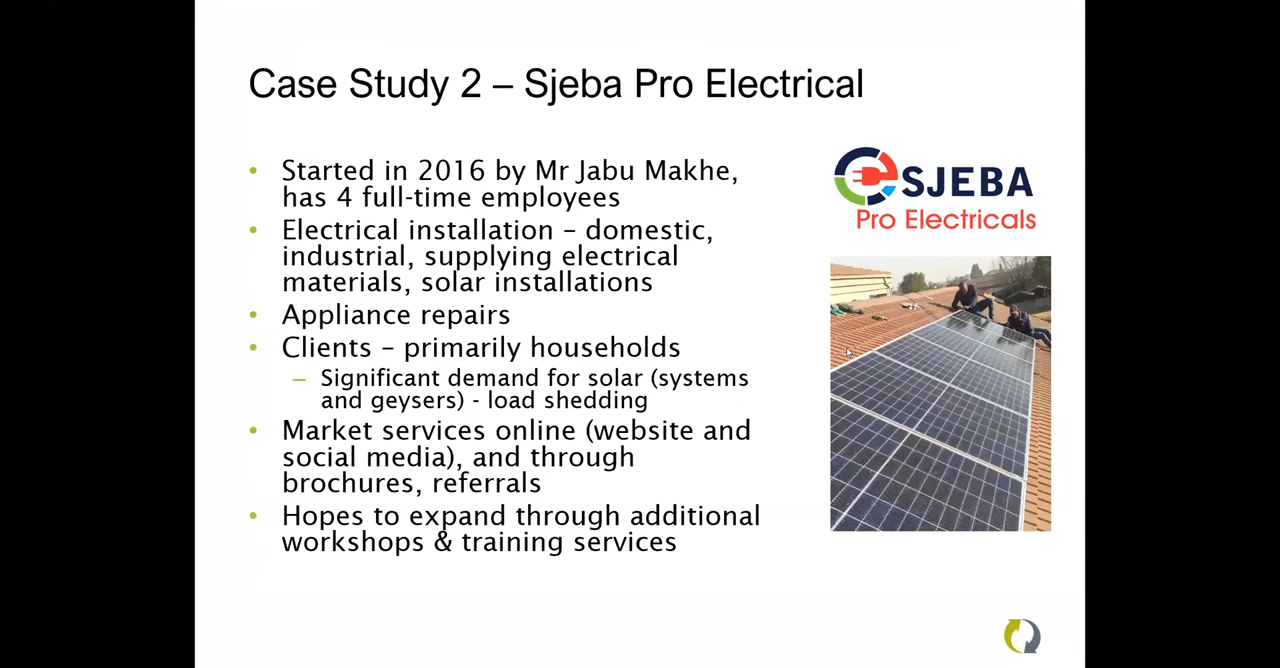 Case Study 2 – Sjeba Pro Electrical
• Started in 2016 by Mr Jabu Makhe,
has 4 full-time employees
• Electrical installation – domestic,
industrial, supplying electrical
materials, solar installations
• Appliance repairs
• Clients – primarily households
– Significant demand for solar (systems
and geysers) - load shedding
• Market services online (website and
social media), and through
brochures, referrals
• Hopes to expand through additional
workshops & training services
SJEBA
Pro Electricals